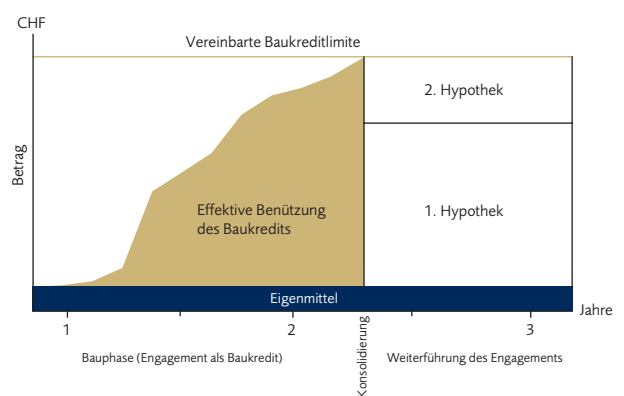 CHF
Vereinbarte Baukreditlimite
2. Hypothek
Betrag
Effektive Benützung
des Baukredits
1. Hypothek
Eigenmittel
Jahre
1
2
3
Konsolidierung
Bauphase (Engagement als Baukredit)
Weiterführung des Engagements